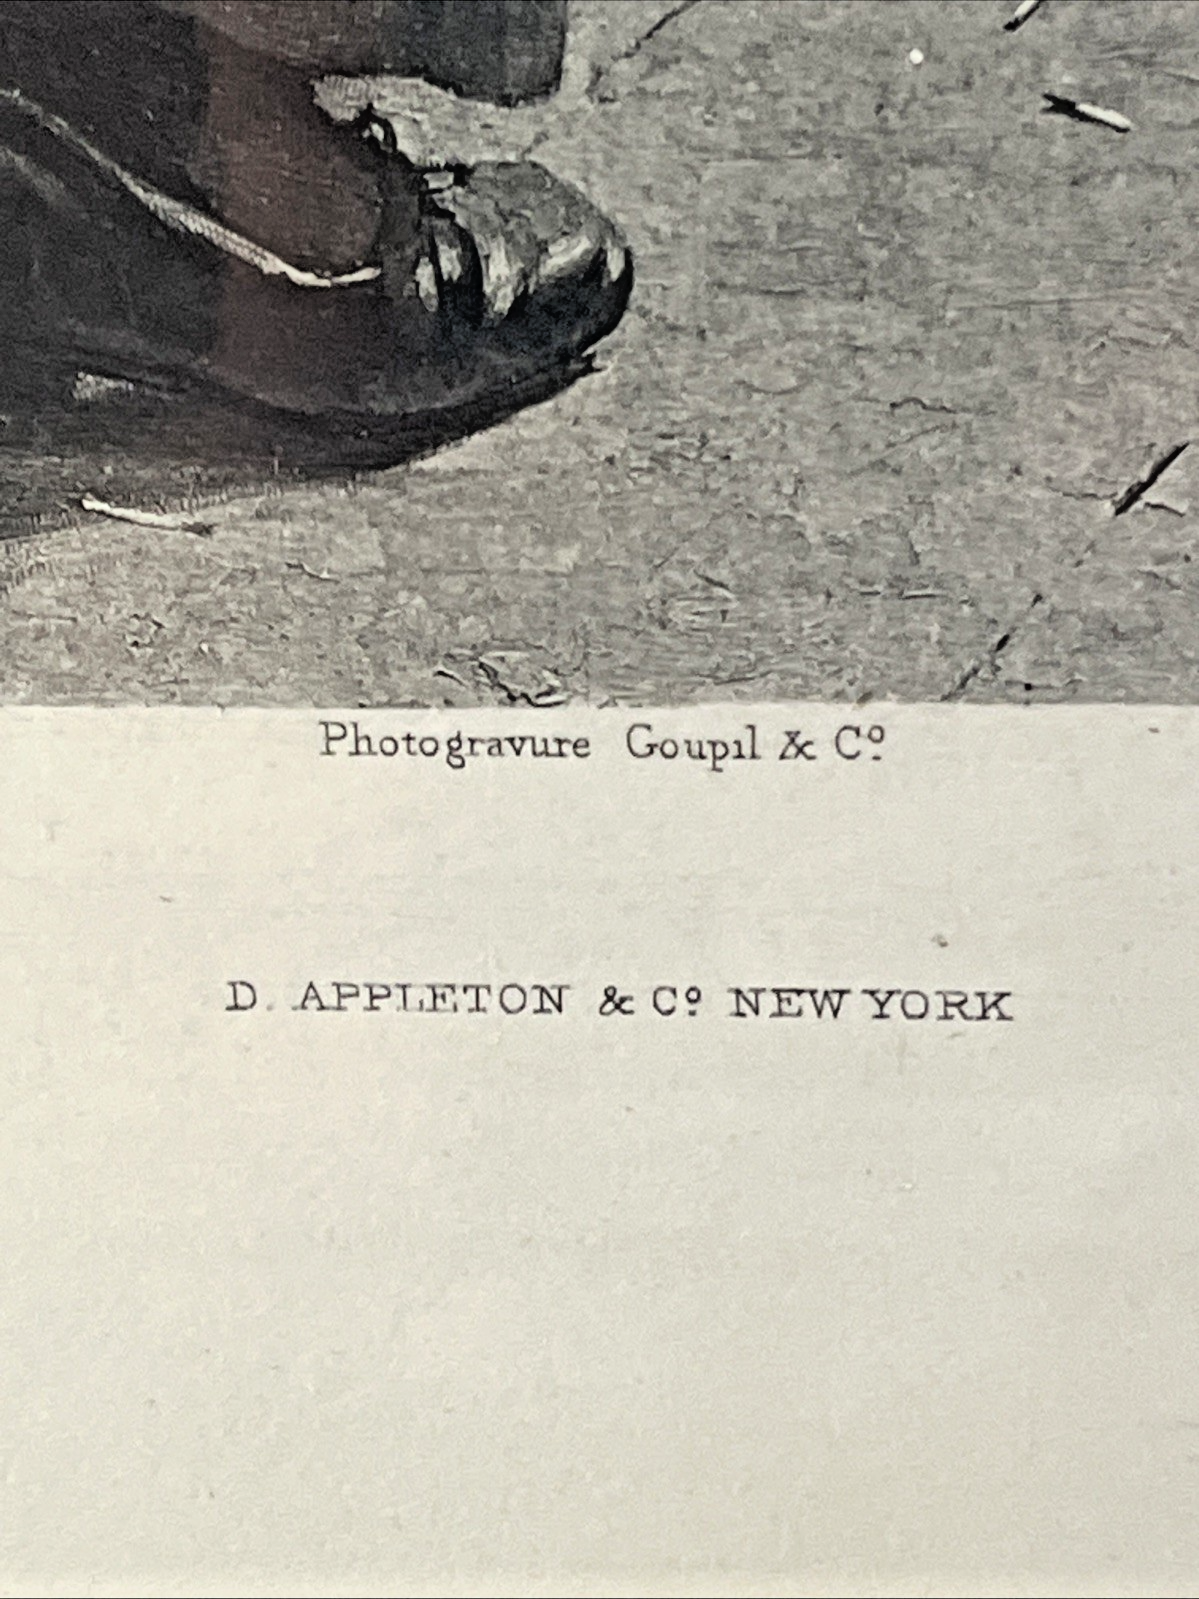 Photogravure Goupil & Cº
D. APPLETON & Cº NEW YORK